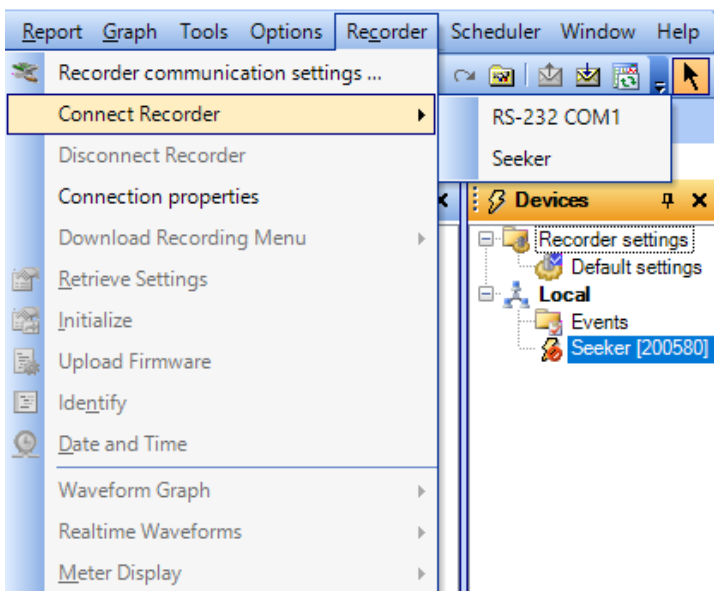 Report Graph Tools Options Recorder Scheduler Window Help
Recorder communication settings ...
Connect Recorder
RS-232 COM1
Seeker
Disconnect Recorder
Connection properties
Download Recording Menu
Retrieve Settings
Initialize
Upload Firmware
Identify
Date and Time
Waveform Graph
Realtime Waveforms
Meter Display
Devices
Recorder settings
Default settings
Local
Events
Seeker [200580]